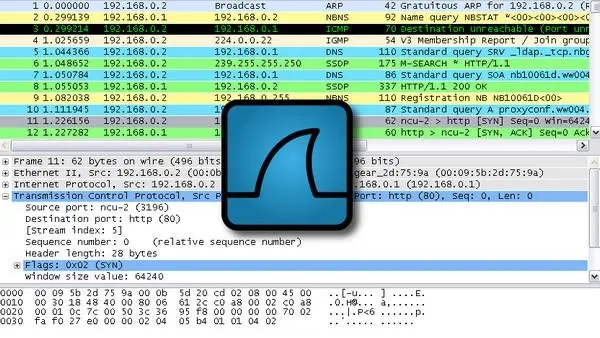 1 0.000000 192.168.0.2 Broadcast ARP 42 Gratuitous ARP for 192.168.0.2 (R
2 0.299139 192.168.0.1 192.168.0.2 NBNS 92 Name query NBSTAT *<00><00><00><
3 0.299214 192.168.0.2 192.168.0.1 ICMP 70 Destination unreachable (Port un
4 1.025659 192.168.0.2 224.0.0.22 IGMP 54 V3 Membership Report / Join group
5 1.044366 192.168.0.2 192.168.0.1 DNS 110 Standard query SRV _ldap._tcp.nbg
6 1.048652 192.168.0.2 239.255.255.250 SSDP 175 M-SEARCH * HTTP/1.1
7 1.050784 192.168.0.2 192.168.0.1 DNS 86 Standard query SOA nb10061d.ww004
8 1.055053 192.168.0.1 192.168.0.2 SSDP 337 HTTP/1.1 200 OK
9 1.082038 192.168.0.2 192.168.0.255 NBNS 110 Registration NB NB10061D<00>
10 1.111945 192.168.0.2 87 Standard query A proxyconf.ww004.
11 1.226156 192.168.0.2 62 ncu-2 > http [SYN] Seq=0 Win=6424
12 1.227282 192.168.0.1 60 http > ncu-2 [SYN, ACK] Seq=0 Ac
Frame 11: 62 bytes on wire (496 bits) bits)
Ethernet II, Src: 192.168.0.2 (00:0b gear_2d:75:9a (00:09:5b:2d:75:9a)
Internet Protocol, Src: 192.168.0.2 .0.1 (192.168.0.1)
Transmission Control Protocol, Src P Port: http (80), Seq: 0, Len: 0
Source port: ncu-2 (3196)
Destination port: http (80)
[Stream index: 5]
Sequence number: 0 (relative sequence number)
Header length: 28 bytes
Flags: 0x02 (SYN)
Window size value: 64240
0000 00 09 5b 2d 75 9a 00 0b 5d 20 cd 02 08 00 45 00 ..[-u... ] ....E.
0010 00 30 18 48 40 00 80 06 61 2c c0 a8 00 02 c0 a8 .0.H@... a,......
0020 00 01 0c 7c 00 50 3c 36 95 f8 00 00 00 00 70 02 ...|.P<6 ......p.
0030 fa f0 27 e0 00 00 02 04 05 b4 01 01 04 02 ..'..... ......